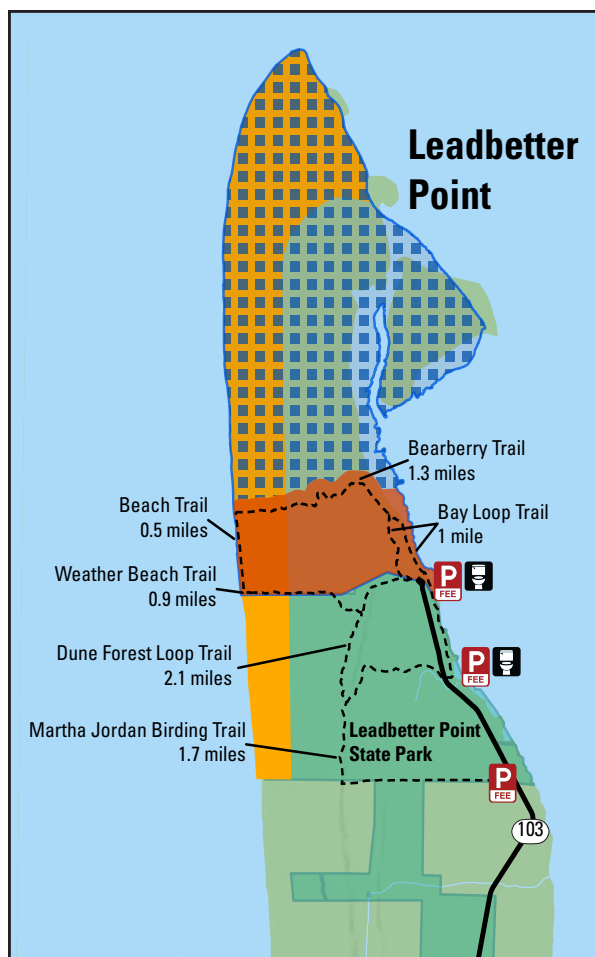 Leadbetter
Point
Bearberry Trail
1.3 miles
Beach Trail
0.5 miles
Bay Loop Trail
1 mile
Weather Beach Trail
0.9 miles
P
FEE
Dune Forest Loop Trail
2.1 miles
P
FEE
Martha Jordan Birding Trail
1.7 miles
Leadbetter Point
State Park
P
FEE
103